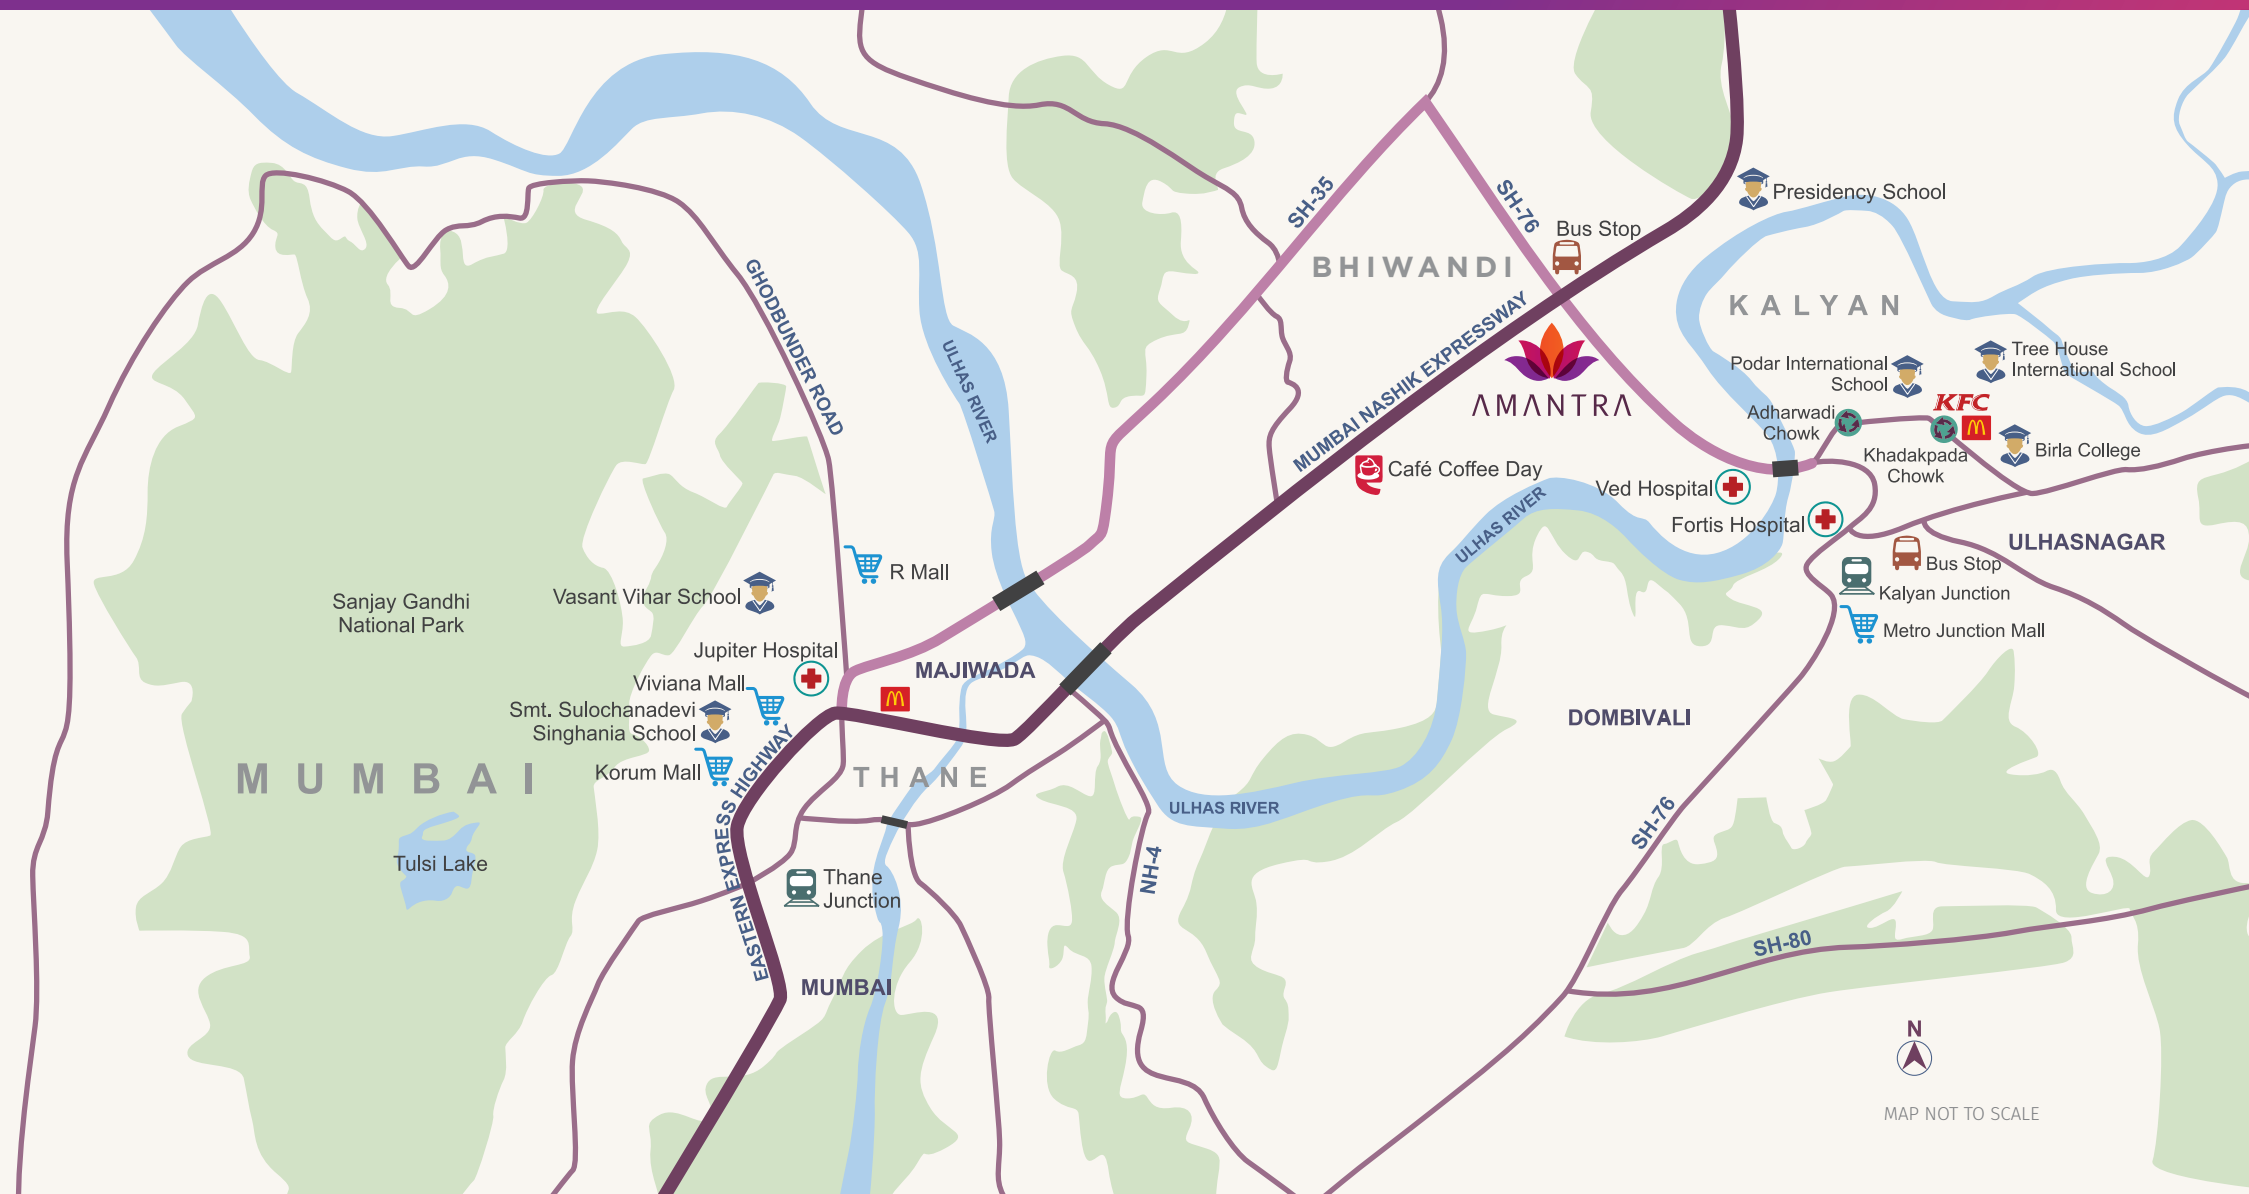 Presidency School
SH-35
SH-76
Bus Stop
BHIWANDI
GHODBUNDER ROAD
KALYAN
MUMBAI NASHIK EXPRESSWAY
ULHAS RIVER
Tree House
International School
Podar International
School
AMANTRA
KFC
Adharwadi
Chowk
Khadakpada
Chowk
Birla College
Café Coffee Day
Ved Hospital
ULHAS RIVER
Fortis Hospital
ULHASNAGAR
Bus Stop
Kalyan Junction
Metro Junction Mall
R Mall
Vasant Vihar School
Sanjay Gandhi
National Park
Jupiter Hospital
MAJIWADA
Viviana Mall
Smt. Sulochanadevi
Singhania School
DOMBIVALI
Korum Mall
MUMBAI
THANE
EASTERN EXPRESS HIGHWAY
ULHAS RIVER
SH-76
Tulsi Lake
NH-4
Thane
Junction
SH-80
MUMBAI
N
MAP NOT TO SCALE